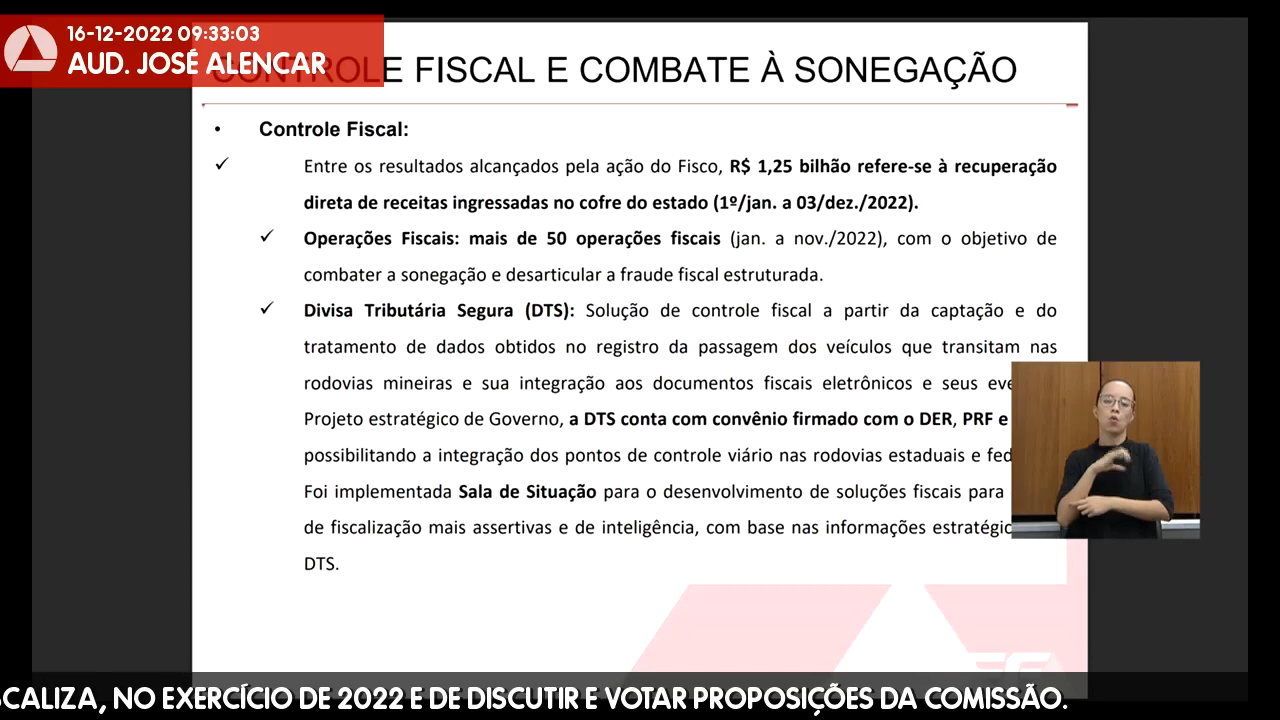 16-12-2022 09:33:03
AUD. JOSÉ ALENCAR
CONTROLE FISCAL E COMBATE À SONEGAÇÃO
• Controle Fiscal:
✓ Entre os resultados alcançados pela ação do Fisco, R$ 1,25 bilhão refere-se à recuperação
direta de receitas ingressadas no cofre do estado (1º/jan. a 03/dez./2022).
✓ Operações Fiscais: mais de 50 operações fiscais (jan. a nov./2022), com o objetivo de
combater a sonegação e desarticular a fraude fiscal estruturada.
✓ Divisa Tributária Segura (DTS): Solução de controle fiscal a partir da captação e do
tratamento de dados obtidos no registro da passagem dos veículos que transitam nas
rodovias mineiras e sua integração aos documentos fiscais eletrônicos e seus
Projeto estratégico de Governo, a DTS conta com convênio firmado com o DER, PRF e
possibilitando a integração dos pontos de controle viário nas rodovias estaduais e
Foi implementada Sala de Situação para o desenvolvimento de soluções fiscais para
de fiscalização mais assertivas e de inteligência, com base nas informações
DTS.
SCALIZA, NO EXERCÍCIO DE 2022 E DE DISCUTIR E VOTAR PROPOSIÇÕES DA COMISSÃO.